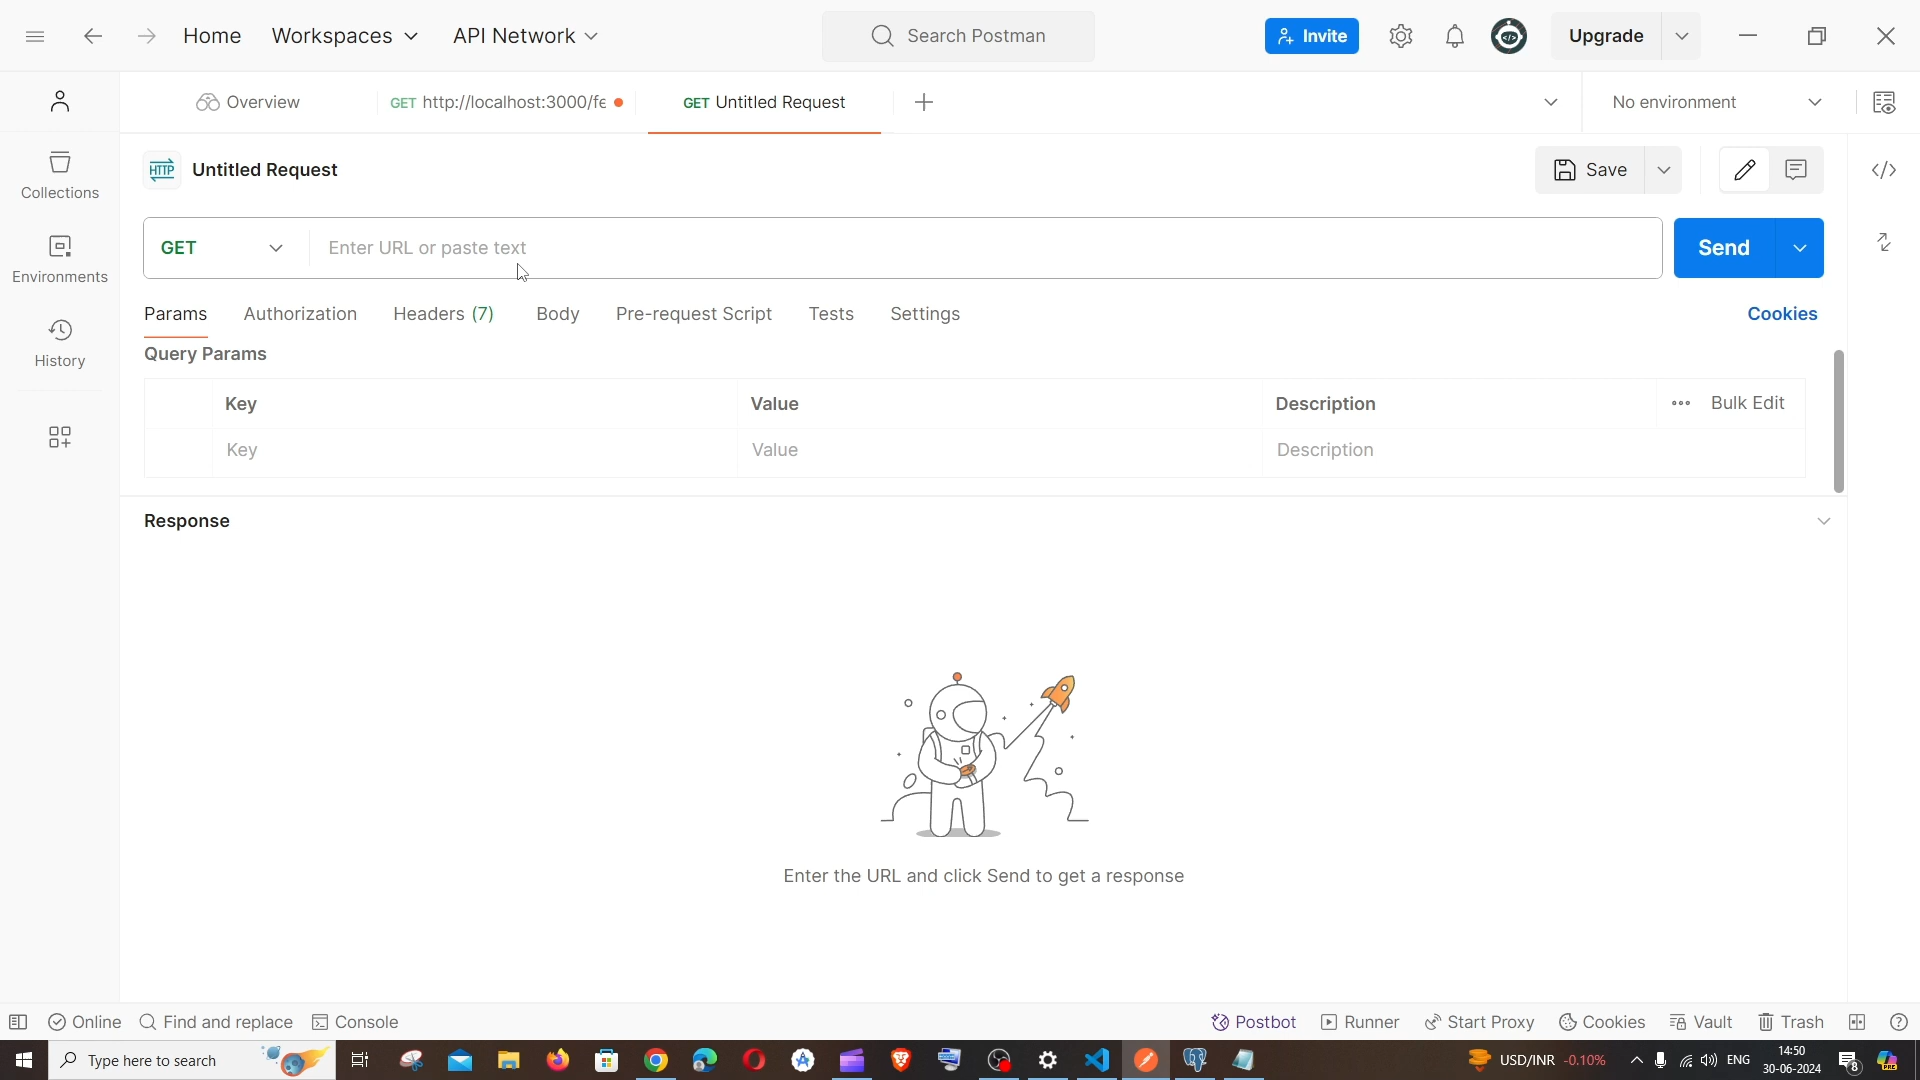 Home Workspaces API Network Search Postman Invite Upgrade
Overview GET http://localhost:3000/fe GET Untitled Request No environment
HTTP Untitled Request Save
GET Enter URL or paste text Send
Params Authorization Headers (7) Body Pre-request Script Tests Settings Cookies
Query Params
Key Value Description Bulk Edit
Key Value Description
Collections
Environments
History
Response
Enter the URL and click Send to get a response
Online Find and replace Console Postbot Runner Start Proxy Cookies Vault Trash
Type here to search USD/INR -0.10% ENG 14:50
30-06-2024 8